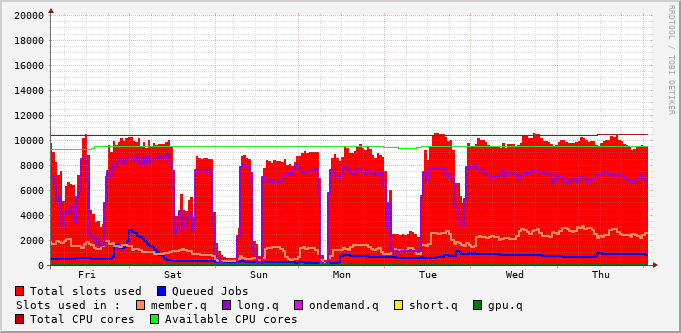 20000
18000
16000
14000
12000
10000
8000
6000
4000
2000
0
Fri Sat Sun Mon Tue Wed Thu
RRDTOOL / TOBI OETIKER
Total slots used Queued Jobs
Slots used in : member.q long.q ondemand.q short.q gpu.q
Total CPU cores Available CPU cores